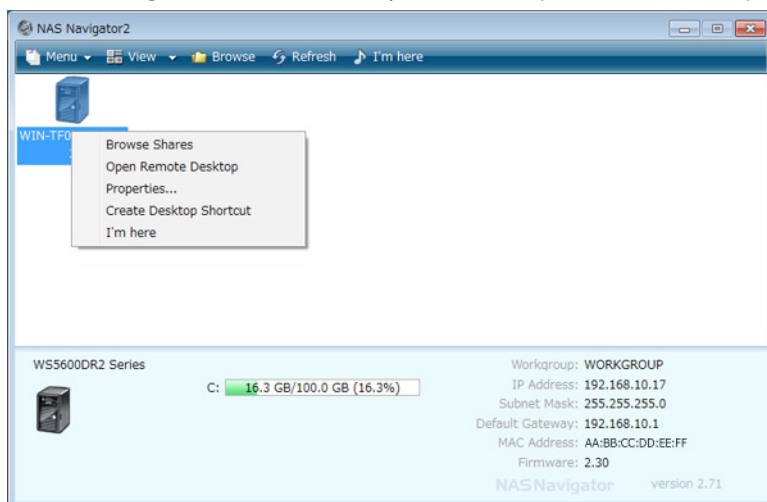 NAS Navigator2
Menu View Browse Refresh I'm here
WIN-TF0
Browse Shares
Open Remote Desktop
Properties...
Create Desktop Shortcut
I'm here
WS5600DR2 Series
C: 16.3 GB/100.0 GB (16.3%)
Workgroup: WORKGROUP
IP Address: 192.168.10.17
Subnet Mask: 255.255.255.0
Default Gateway: 192.168.10.1
MAC Address: AA:BB:CC:DD:EE:FF
Firmware: 2.30
NAS Navigator version 2.71